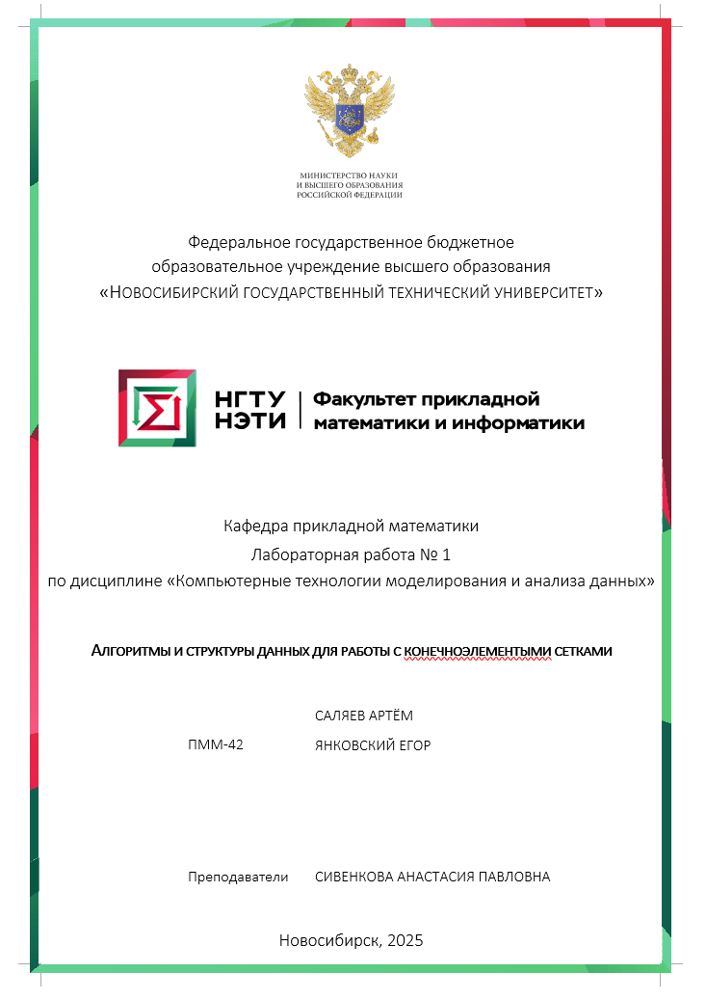 МИНИСТЕРСТВО НАУКИ
И ВЫСШЕГО ОБРАЗОВАНИЯ
РОССИЙСКОЙ ФЕДЕРАЦИИ
Федеральное государственное бюджетное
образовательное учреждение высшего образования
«НОВОСИБИРСКИЙ ГОСУДАРСТВЕННЫЙ ТЕХНИЧЕСКИЙ УНИВЕРСИТЕТ»
НГТУ НЭТИ | Факультет прикладной
математики и информатики
Кафедра прикладной математики
Лабораторная работа № 1
по дисциплине «Компьютерные технологии моделирования и анализа данных»
АЛГОРИТМЫ И СТРУКТУРЫ ДАННЫХ ДЛЯ РАБОТЫ С КОНЕЧНОЭЛЕМЕНТЫМИ СЕТКАМИ
САЛЯЕВ АРТЁМ
ПММ-42 ЯНКОВСКИЙ ЕГОР
Преподаватели СИВЕНКОВА АНАСТАСИЯ ПАВЛОВНА
Новосибирск, 2025